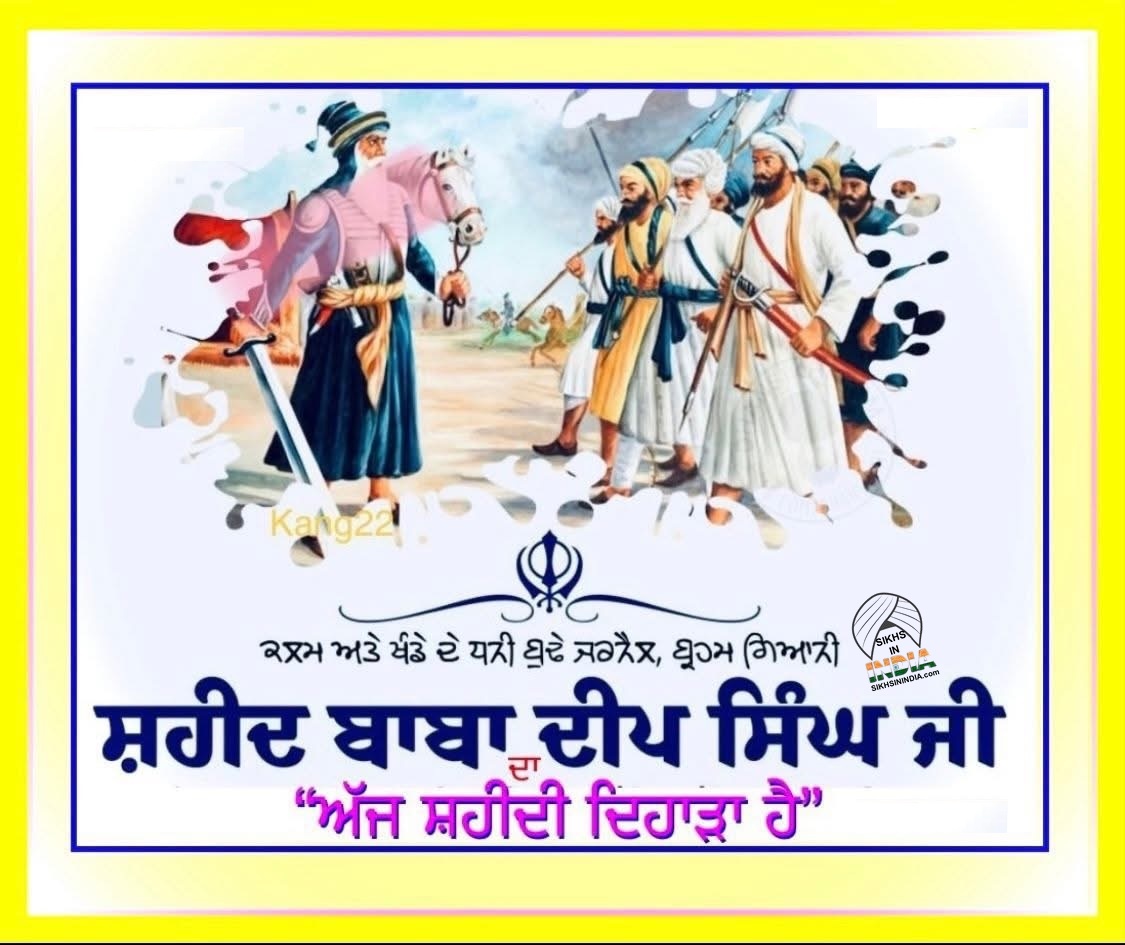 Kang22
ਕਲਮ ਅਤੇ ਖੰਡੇ ਦੇ ਧਨੀ ਬੁਢੇ ਜਰਨੈਲ, ਬ੍ਰਹਮ ਗਿਆਨੀ
SIKHS
IN
INDIA
SIKHSININDIA.com
ਸ਼ਹੀਦ ਬਾਬਾ ਦੀਪ ਸਿੰਘ ਜੀ
ਦਾ
“ਅੱਜ ਸ਼ਹੀਦੀ ਦਿਹਾੜਾ ਹੈ”